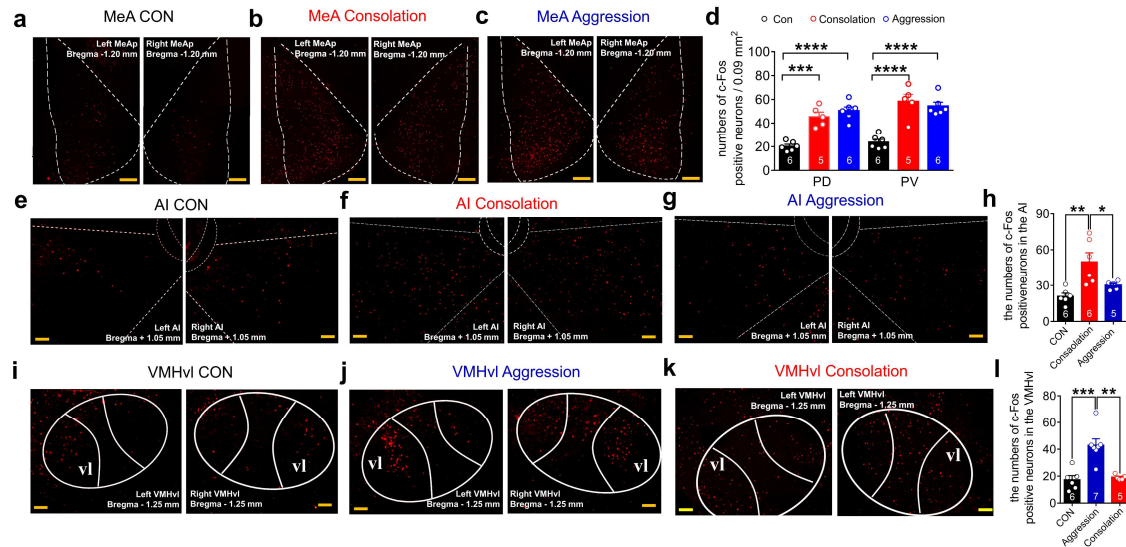 a
MeA CON
Left MeAp
Bregma -1.20 mm
Right MeAp
Bregma -1.20 mm
b
MeA Consolation
Left MeAp
Bregma -1.20 mm
Right MeAp
Bregma -1.20 mm
c
MeA Aggression
Left MeAp
Bregma -1.20 mm
Right MeAp
Bregma -1.20 mm
d
Con
Consolation
Aggression
numbers of c-Fos
positive neurons / 0.09 mm²
100
80
60
40
20
0
****
***
****
****
6
5
6
6
5
6
PD
PV
e
AI CON
Left AI
Bregma + 1.05 mm
Right AI
Bregma + 1.05 mm
f
AI Consolation
Left AI
Bregma + 1.05 mm
Right AI
Bregma + 1.05 mm
g
AI Aggression
Left AI
Bregma + 1.05 mm
Right AI
Bregma + 1.05 mm
h
the numbers of c-Fos
positiveneurons in the AI
90
60
30
0
**
*
6
6
5
CON
Consaolation
Aggression
i
VMHvl CON
vl
Left VMHvl
Bregma - 1.25 mm
vl
Right VMHvl
Bregma - 1.25 mm
j
VMHvl Aggression
vl
Left VMHvl
Bregma - 1.25 mm
vl
Right VMHvl
Bregma - 1.25 mm
k
VMHvl Consolation
Left VMHvl
Bregma - 1.25 mm
vl
Left VMHvl
Bregma - 1.25 mm
vl
l
the numbers of c-Fos
positive neurons in the VMHvl
80
60
40
20
0
***
**
6
7
5
CON
Aggression
Consolation